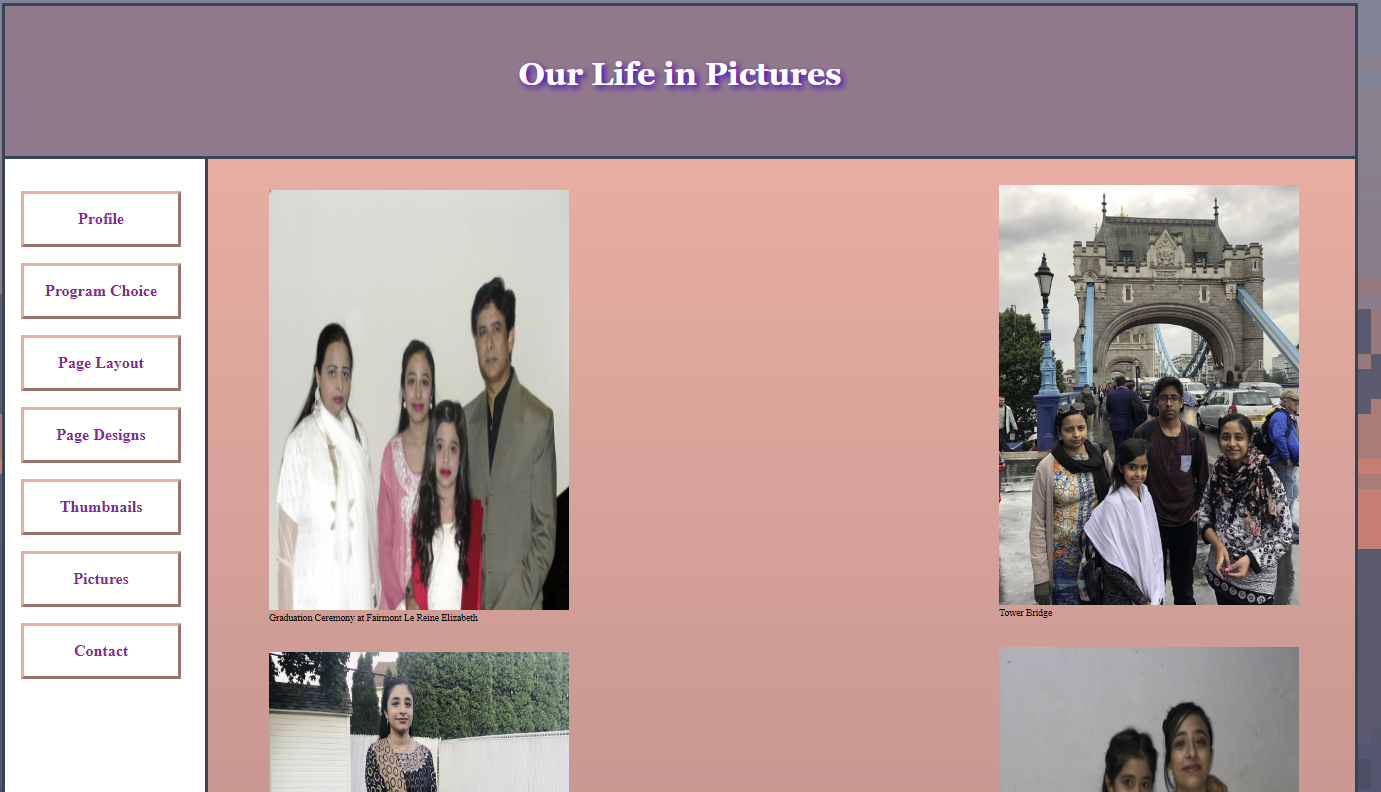 Our Life in Pictures
Profile
Program Choice
Page Layout
Page Designs
Thumbnails
Pictures
Contact
Graduation Ceremony at Fairmont Le Reine Elizabeth
Tower Bridge